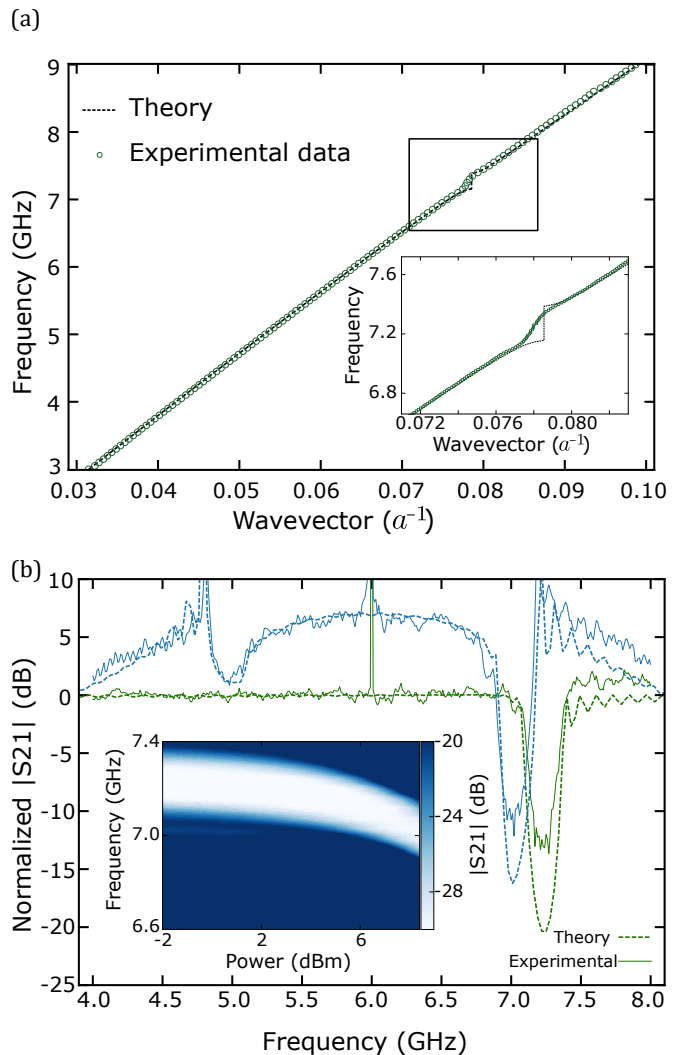 (a)
9
8
7
6
5
4
3
Frequency (GHz)
Theory
Experimental data
7.6
7.2
6.8
Frequency
0.072 0.076 0.080
Wavevector (a⁻¹)
0.03 0.04 0.05 0.06 0.07 0.08 0.09 0.10
Wavevector (a⁻¹)
(b)
10
5
0
-5
-10
-15
-20
-25
Normalized |S21| (dB)
7.4
7.0
6.6
Frequency (GHz)
-2 2 6
Power (dBm)
-20
-24
-28
|S21| (dB)
Theory
Experimental
4.0 4.5 5.0 5.5 6.0 6.5 7.0 7.5 8.0
Frequency (GHz)